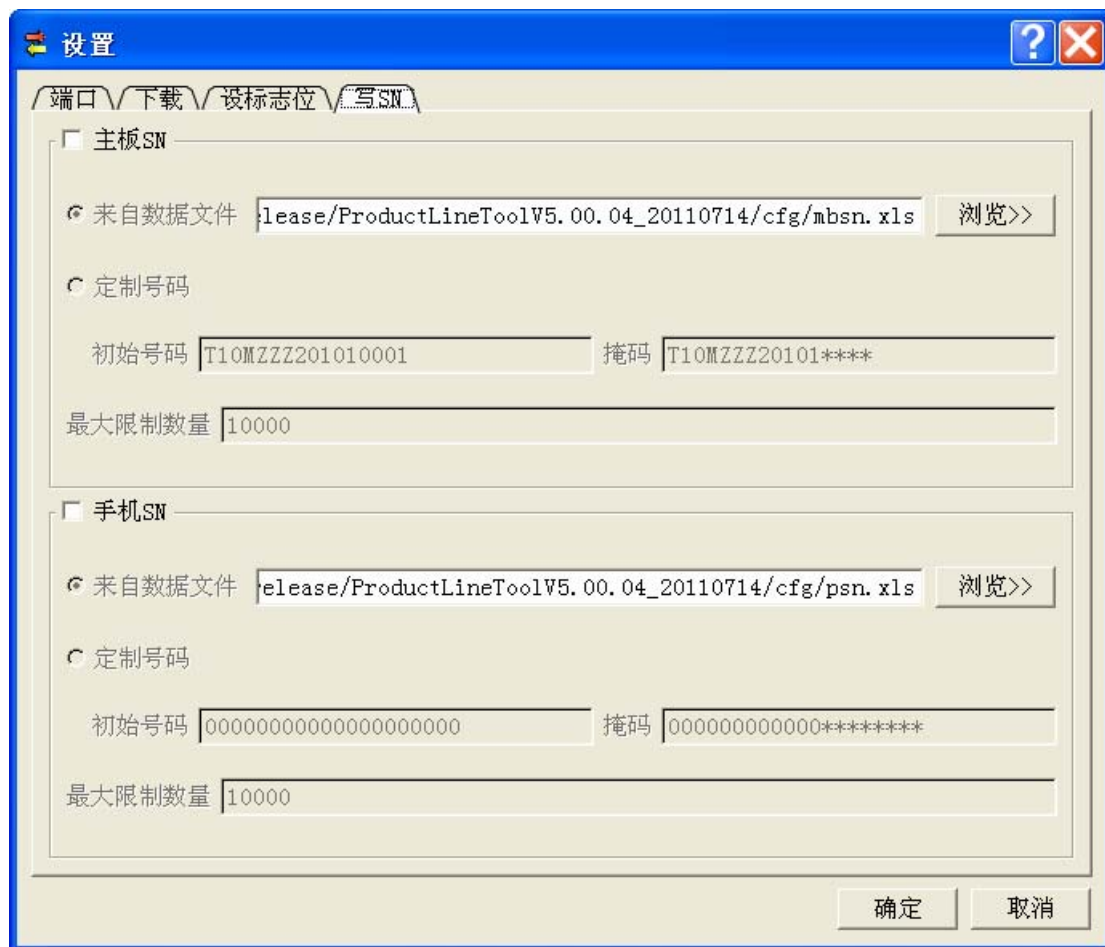 设置
端口 下载 设标志位 写SN
主板SN
来自数据文件 lease/ProductLineToolV5.00.04_20110714/cfg/mbsn.xls 浏览>>
定制号码
初始号码 T10MZZZ201010001 掩码 T10MZZZ20101****
最大限制数量 10000
手机SN
来自数据文件 elease/ProductLineToolV5.00.04_20110714/cfg/psn.xls 浏览>>
定制号码
初始号码 00000000000000000000 掩码 000000000000********
最大限制数量 10000
确定 取消